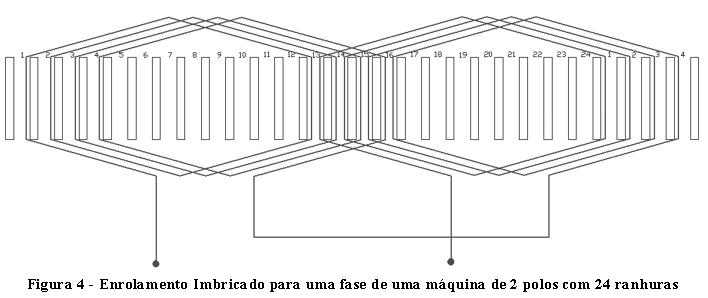 1 2 3 4 5 6 7 8 9 10 11 12 13 14 15 16 17 18 19 20 21 22 23 24 1 2 3 4
Figura 4 - Enrolamento Imbricado para uma fase de uma máquina de 2 polos com 24 ranhuras